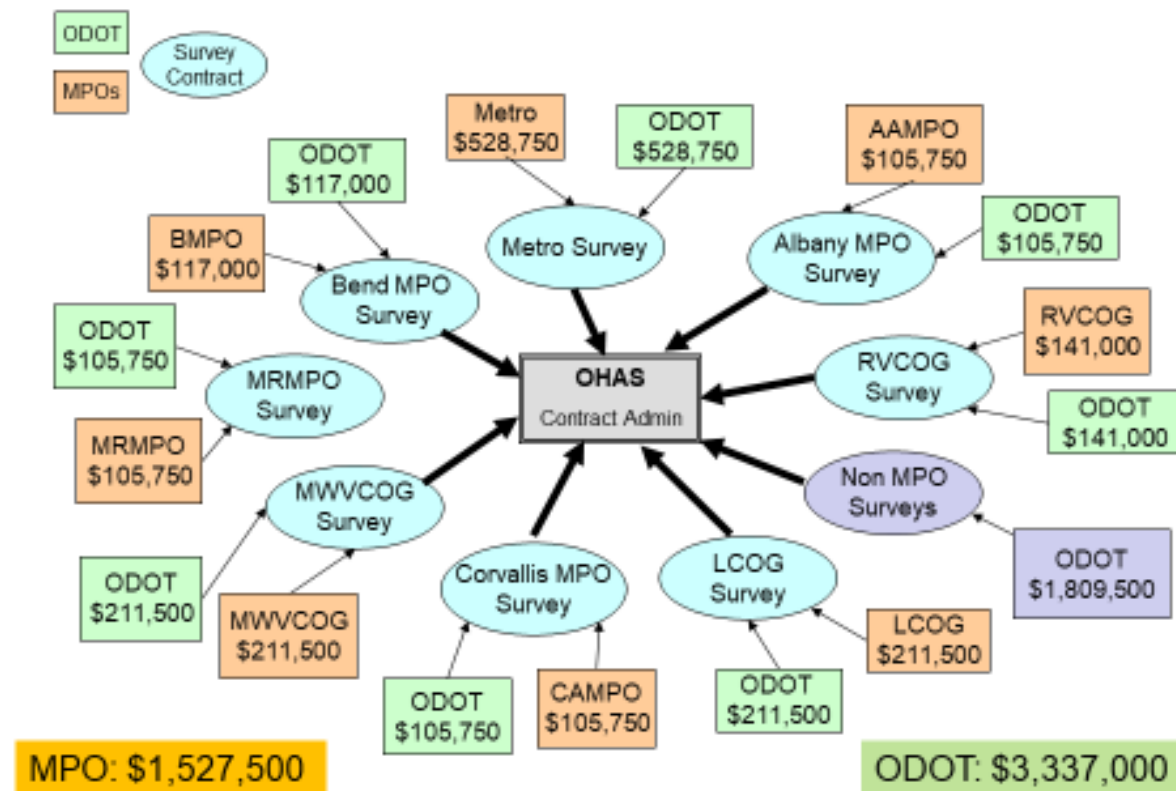 ODOT
MPOs
Survey
Contract
Metro
$528,750
ODOT
$528,750
AAMPO
$105,750
ODOT
$117,000
BMPO
$117,000
Bend MPO
Survey
Metro Survey
Albany MPO
Survey
ODOT
$105,750
ODOT
$105,750
MRMPO
Survey
MRMPO
$105,750
OHAS
Contract Admin
RVCOG
Survey
RVCOG
$141,000
ODOT
$141,000
MWVCOG
Survey
ODOT
$211,500
MWVCOG
$211,500
Corvallis MPO
Survey
ODOT
$105,750
CAMPO
$105,750
LCOG
Survey
ODOT
$211,500
LCOG
$211,500
Non MPO
Surveys
ODOT
$1,809,500
MPO: $1,527,500
ODOT: $3,337,000